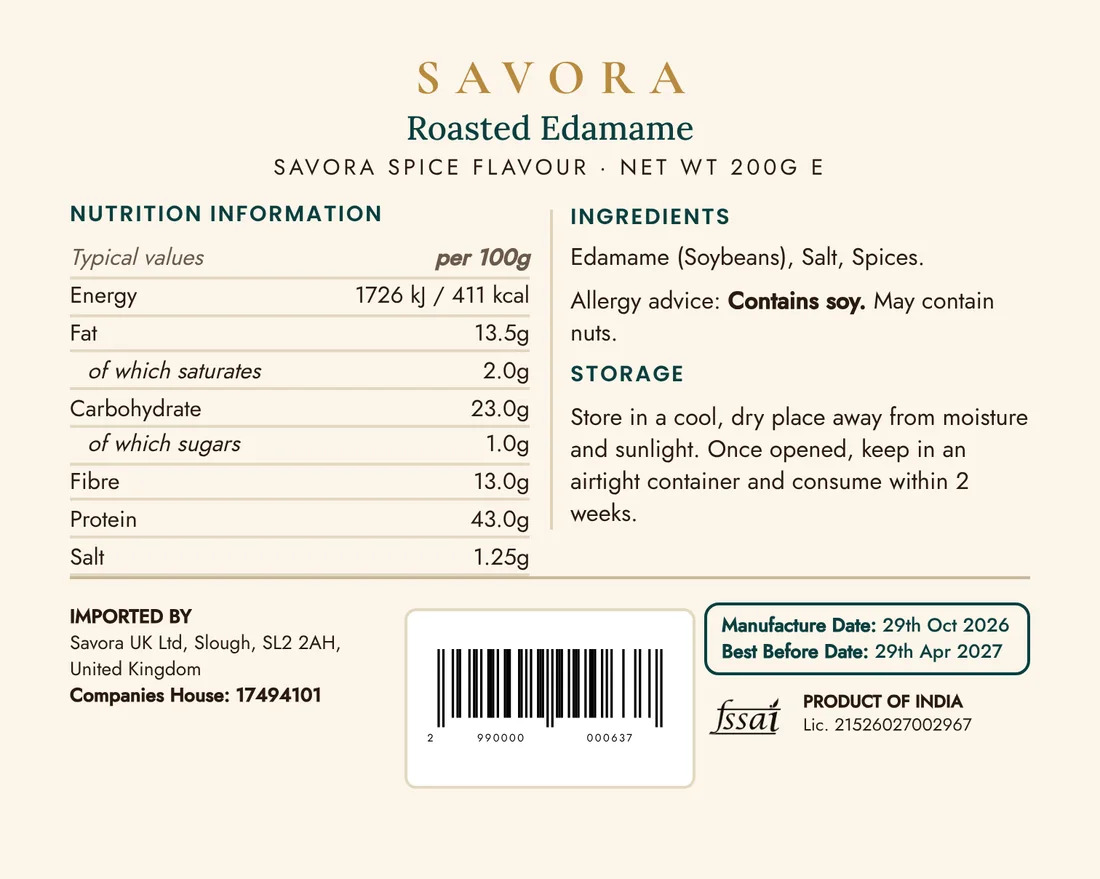 SAVORA
Roasted Edamame
SAVORA SPICE FLAVOUR · NET WT 200G E
NUTRITION INFORMATION
Typical values per 100g
Energy 1726 kJ / 411 kcal
Fat 13.5g
of which saturates 2.0g
Carbohydrate 23.0g
of which sugars 1.0g
Fibre 13.0g
Protein 43.0g
Salt 1.25g
INGREDIENTS
Edamame (Soybeans), Salt, Spices.
Allergy advice: Contains soy. May contain
nuts.
STORAGE
Store in a cool, dry place away from moisture
and sunlight. Once opened, keep in an
airtight container and consume within 2
weeks.
IMPORTED BY
Savora UK Ltd, Slough, SL2 2AH,
United Kingdom
Companies House: 17494101
2 990000 000637
Manufacture Date: 29th Oct 2026
Best Before Date: 29th Apr 2027
fssai
PRODUCT OF INDIA
Lic. 21526027002967